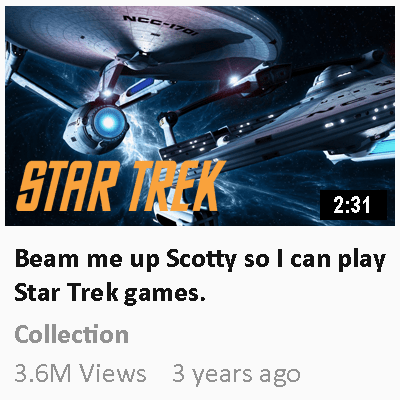 NCC-1701
STAR TREK
2:31
Beam me up Scotty so I can play
Star Trek games.
Collection
3.6M Views 3 years ago